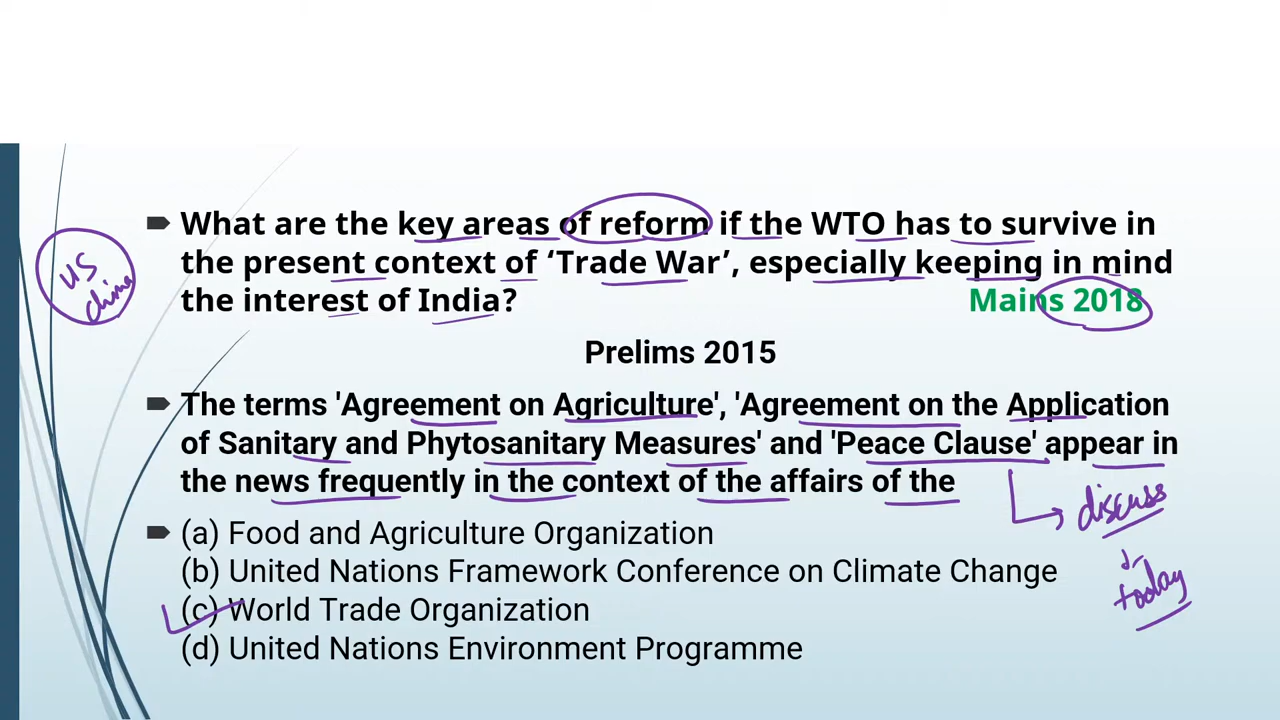 What are the key areas of reform if the WTO has to survive in
the present context of ‘Trade War’, especially keeping in mind
the interest of India? Mains 2018
US
china
Prelims 2015
The terms 'Agreement on Agriculture', 'Agreement on the Application
of Sanitary and Phytosanitary Measures' and 'Peace Clause' appear in
the news frequently in the context of the affairs of the
discuss
today
(a) Food and Agriculture Organization
(b) United Nations Framework Conference on Climate Change
(c) World Trade Organization
(d) United Nations Environment Programme